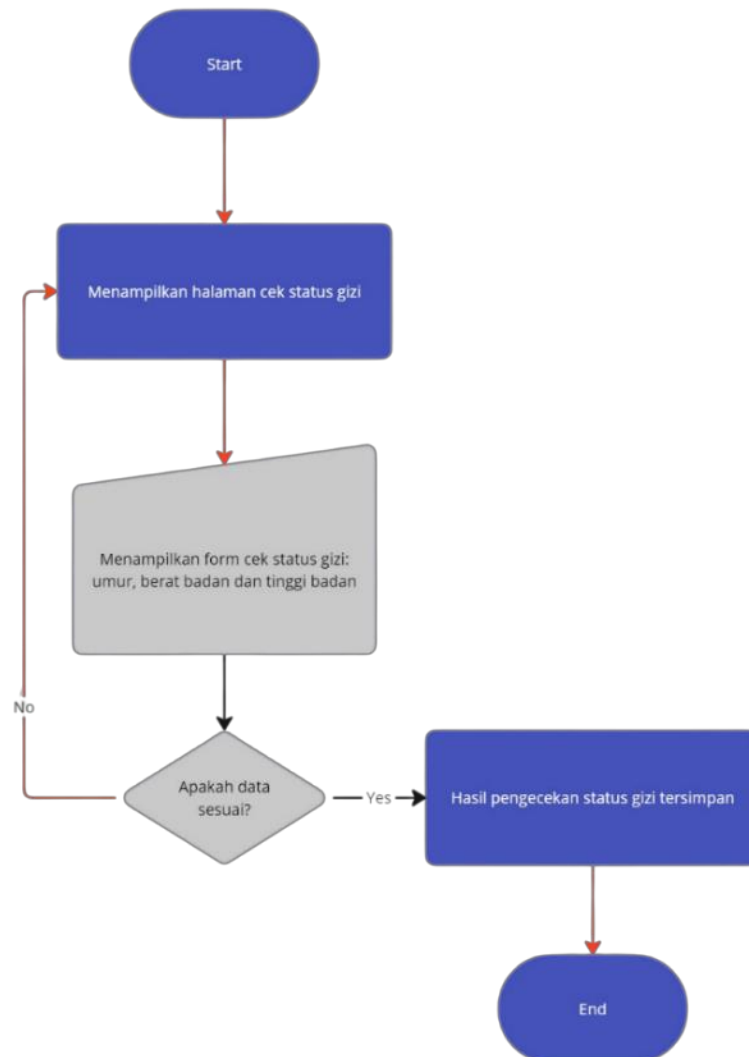 Start
Menampilkan halaman cek status gizi
Menampilkan form cek status gizi:
umur, berat badan dan tinggi badan
No
Apakah data
sesuai?
Yes
Hasil pengecekan status gizi tersimpan
End